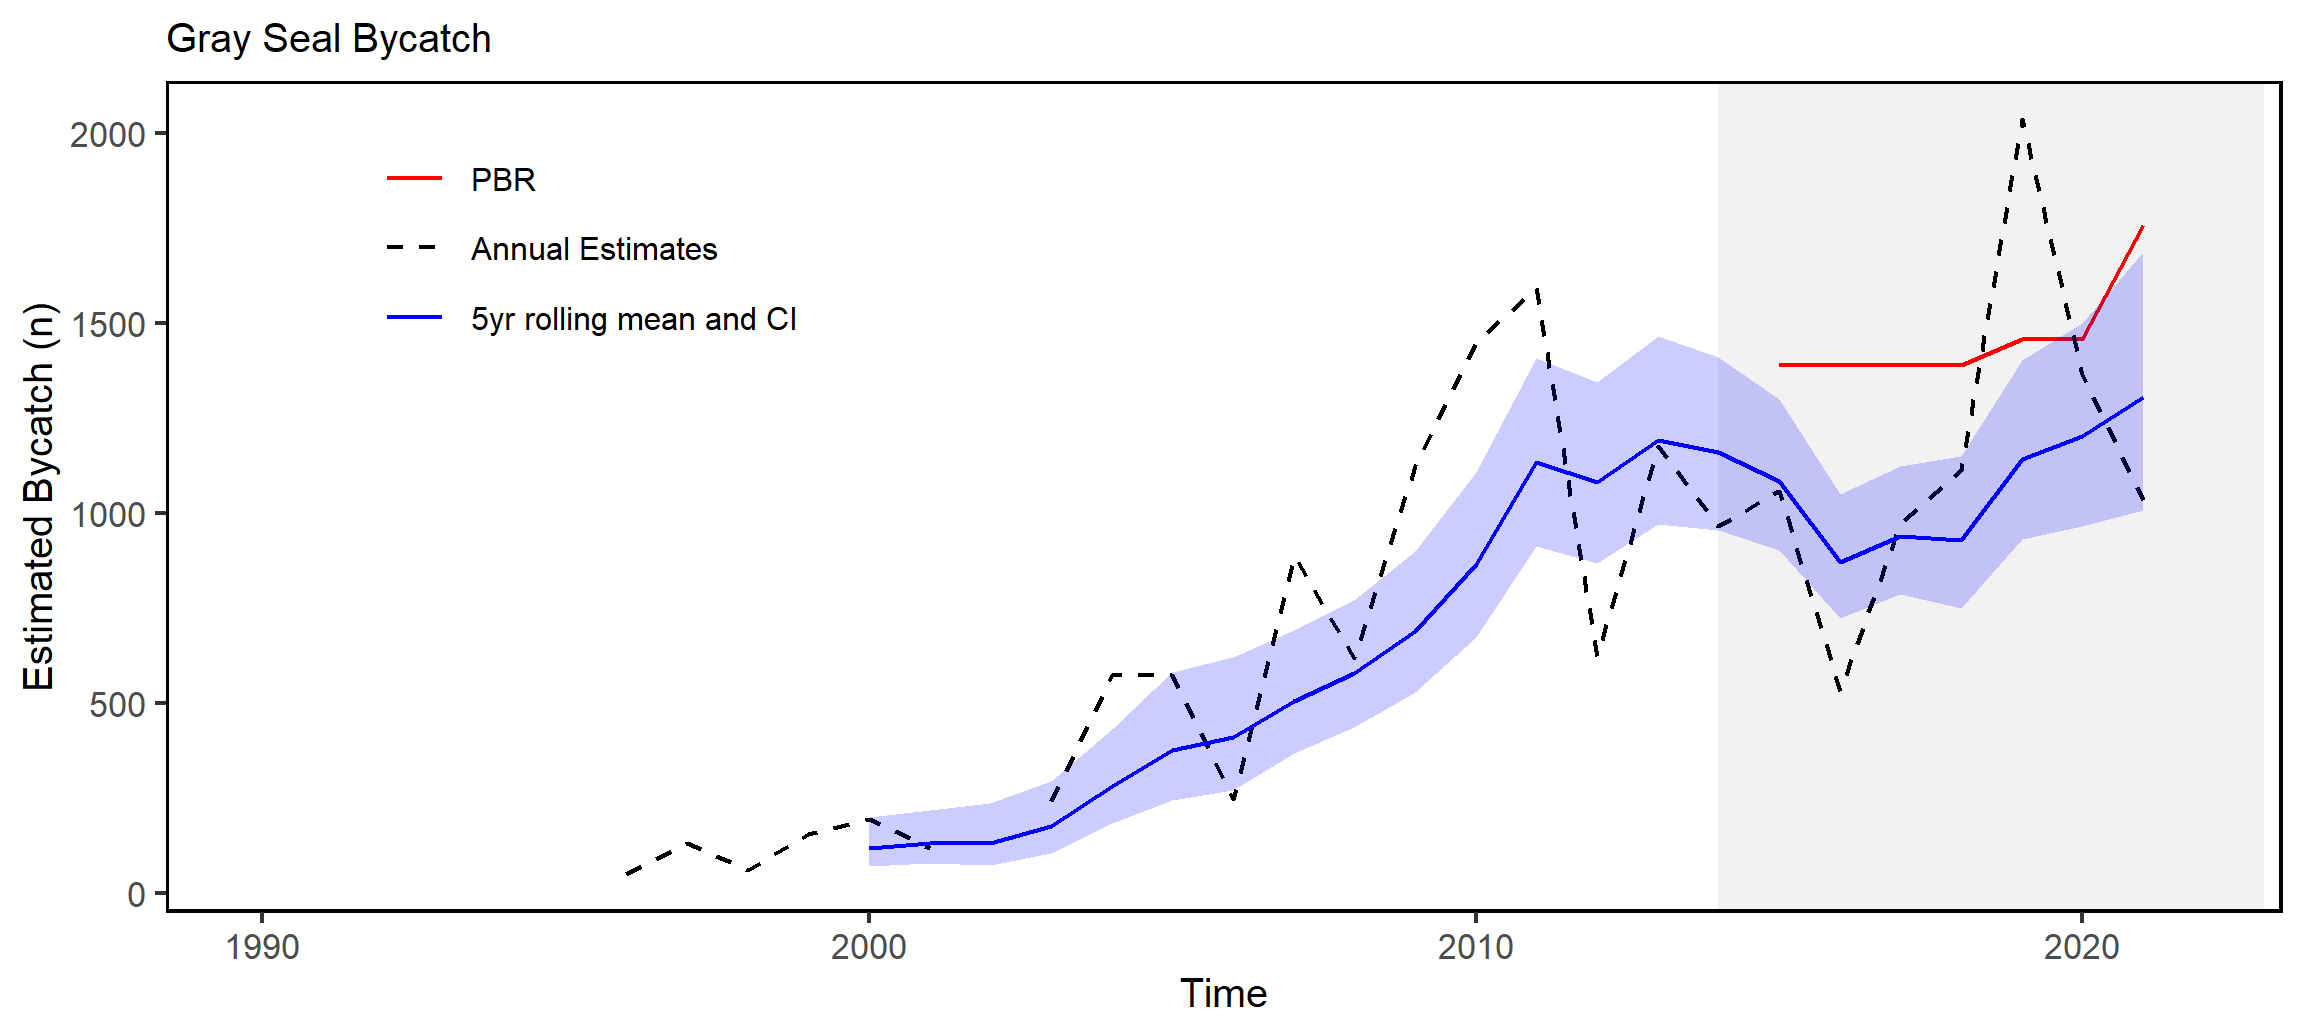 Gray Seal Bycatch
2000
1500
1000
500
0
Estimated Bycatch (n)
PBR
Annual Estimates
5yr rolling mean and CI
1990
2000
2010
2020
Time